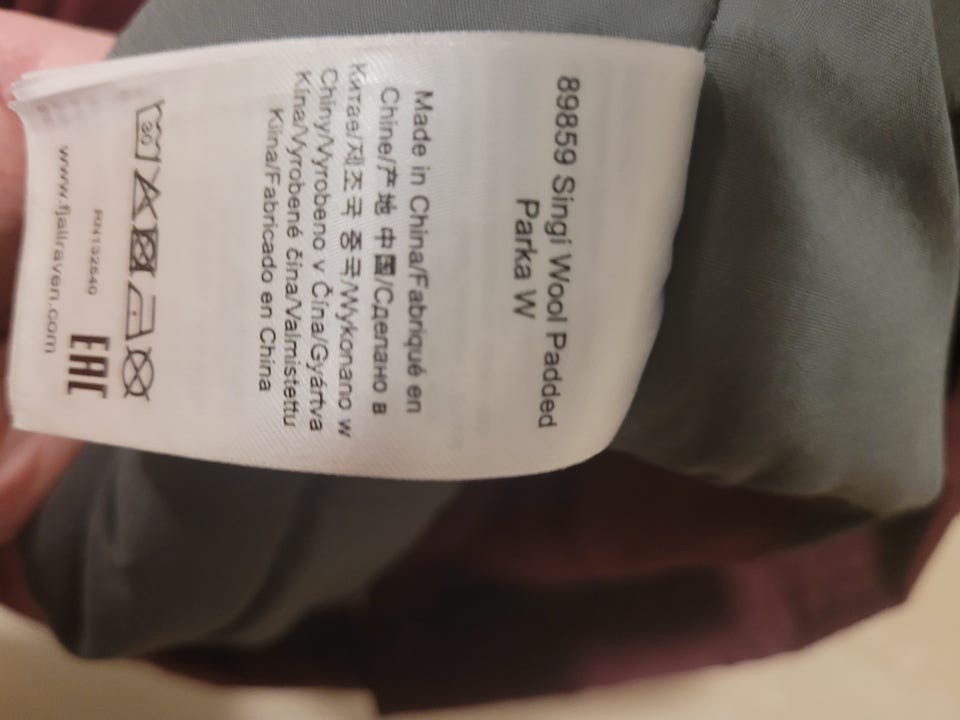 89859 Singi Wool Padded
Parka W
Made in China/Fabriqué en
Chine/产地 中国/Сделано в
Китае/제조국 중국/Wykonano w
Chiny/Vyrobeno v Čína/Gyártva
Kína/Vyrobené čína/Valmistettu
Kiina/Fabricado en China
30
RN132640
EAC
www.fjallraven.com